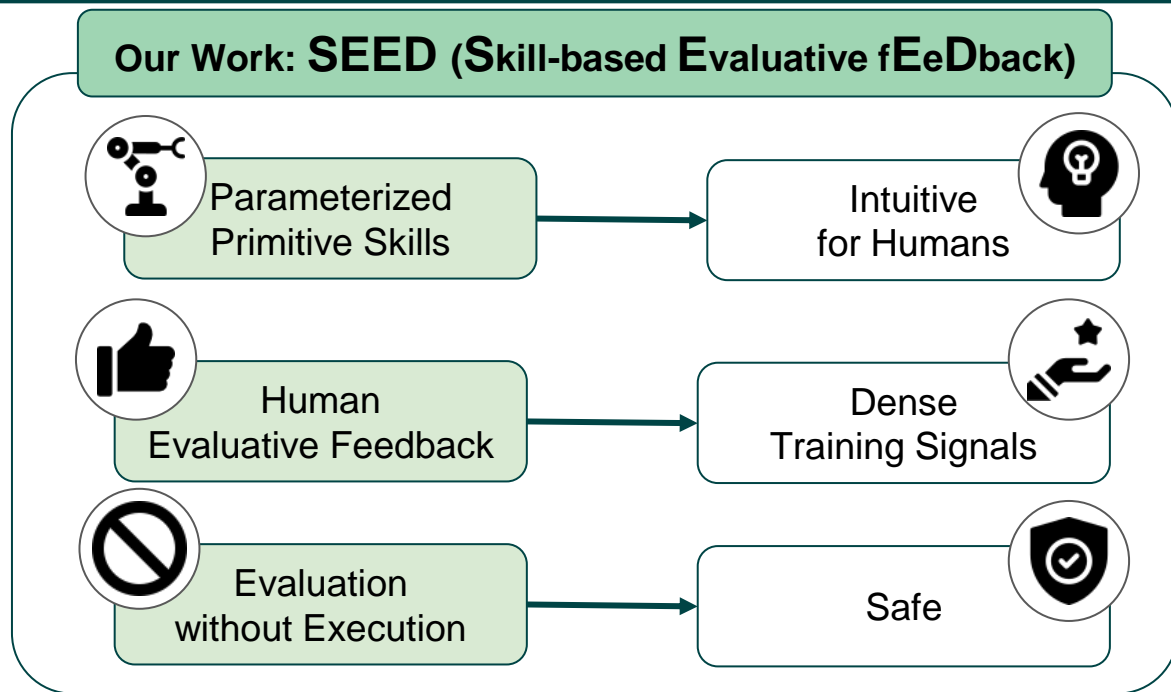 Our Work: SEED (Skill-based Evaluative fEeDback)
Parameterized
Primitive Skills
Intuitive
for Humans
Human
Evaluative Feedback
Dense
Training Signals
Evaluation
without Execution
Safe